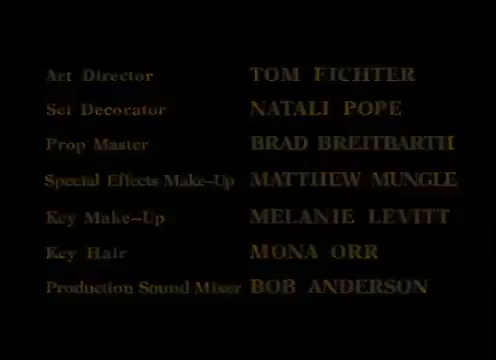 Art Director TOM FICHTER
Set Decorator NATALI POPE
Prop Master BRAD BREITBARTH
Special Effects Make-Up MATTHEW MUNGLE
Key Make-Up MELANIE LEVITT
Key Hair MONA ORR
Production Sound Mixer BOB ANDERSON